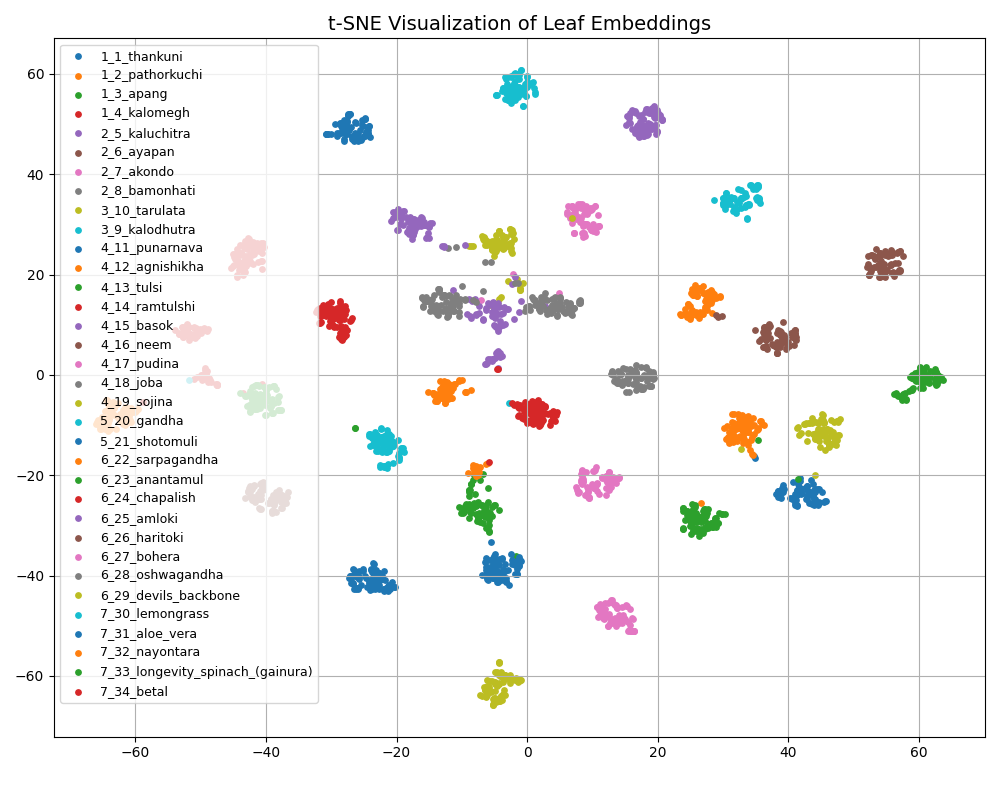 t-SNE Visualization of Leaf Embeddings
1_1_thankuni
1_2_pathorkuchi
1_3_apang
1_4_kalomegh
2_5_kaluchitra
2_6_ayapan
2_7_akondo
2_8_bamonhati
3_10_tarulata
3_9_kalodhutra
4_11_punarnava
4_12_agnishikha
4_13_tulsi
4_14_ramtulshi
4_15_basok
4_16_neem
4_17_pudina
4_18_joba
4_19_sojina
5_20_gandha
5_21_shotomuli
6_22_sarpagandha
6_23_anantamul
6_24_chapalish
6_25_amloki
6_26_haritoki
6_27_bohera
6_28_oshwagandha
6_29_devils_backbone
7_30_lemongrass
7_31_aloe_vera
7_32_nayontara
7_33_longevity_spinach_(gainura)
7_34_betal
60
40
20
0
−20
−40
−60
−60 −40 −20 0 20 40 60